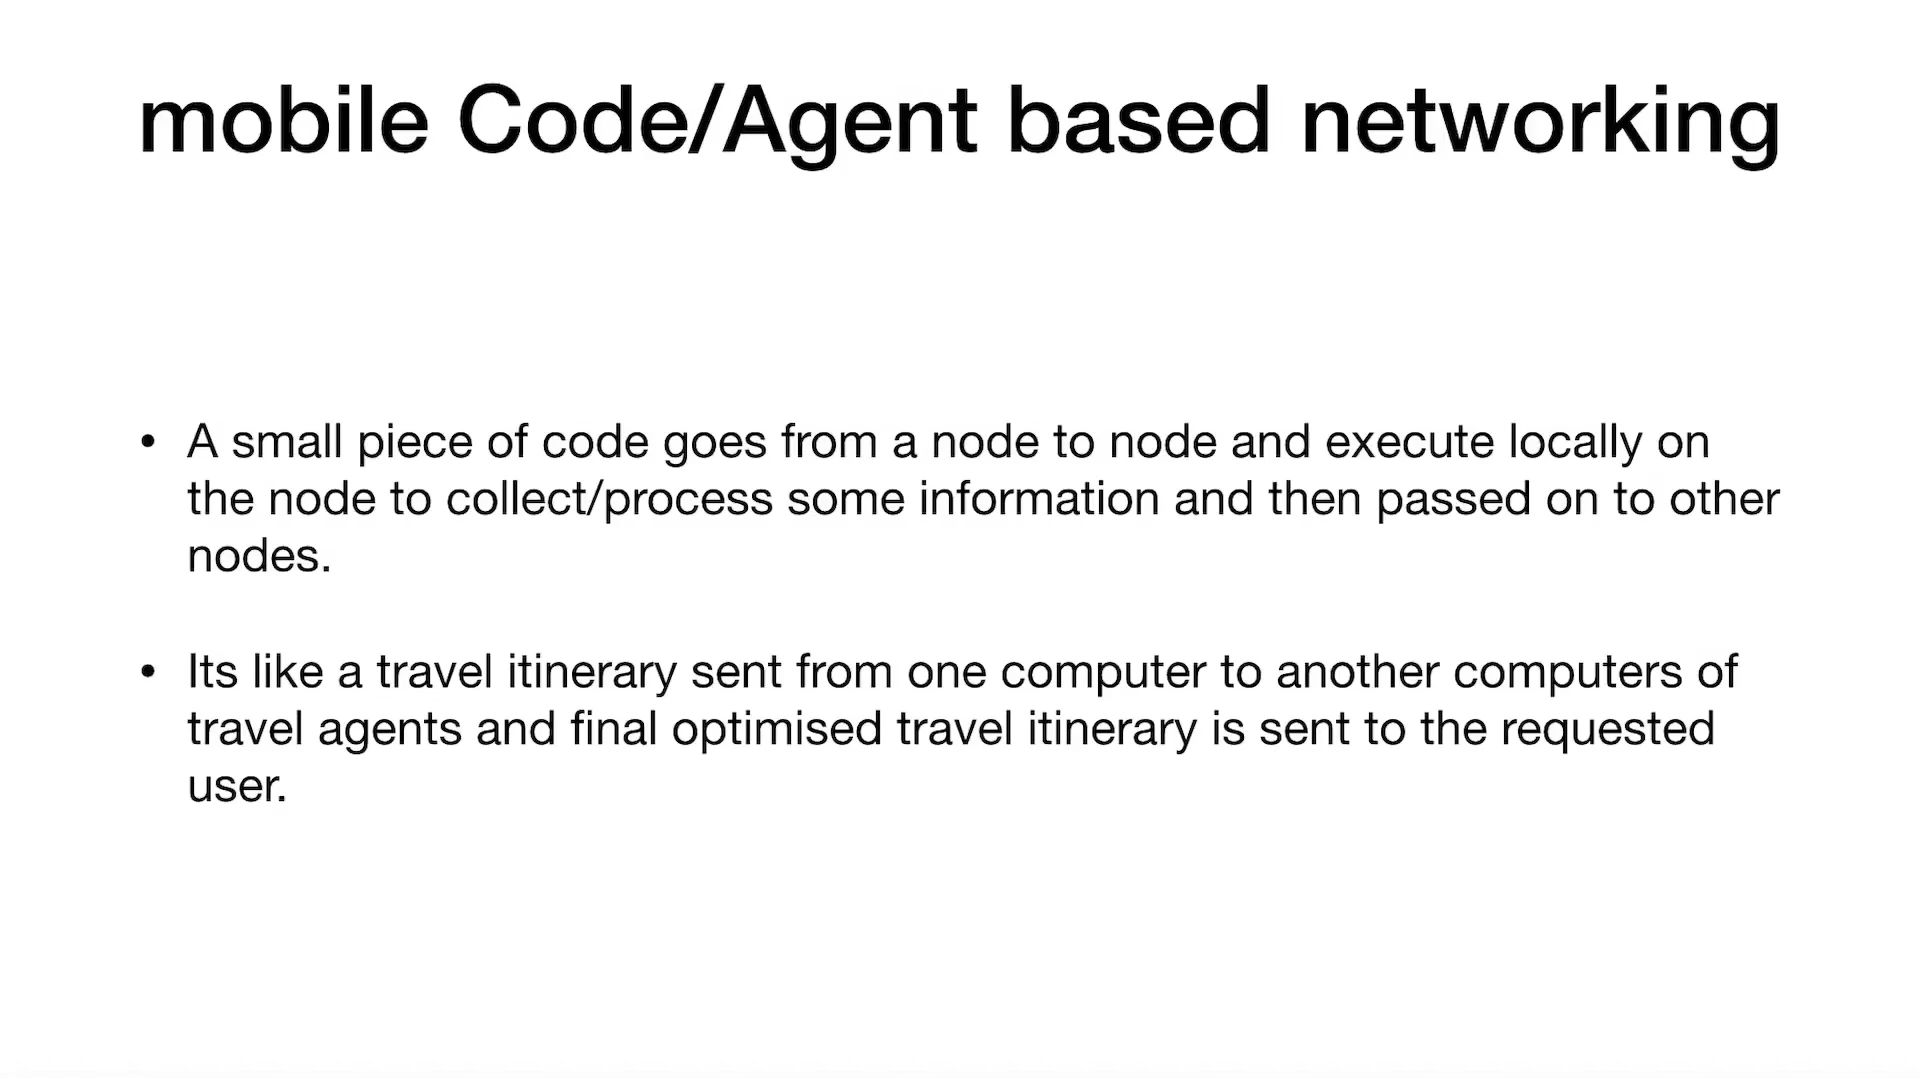 mobile Code/Agent based networking
• A small piece of code goes from a node to node and execute locally on
the node to collect/process some information and then passed on to other
nodes.
• Its like a travel itinerary sent from one computer to another computers of
travel agents and final optimised travel itinerary is sent to the requested
user.